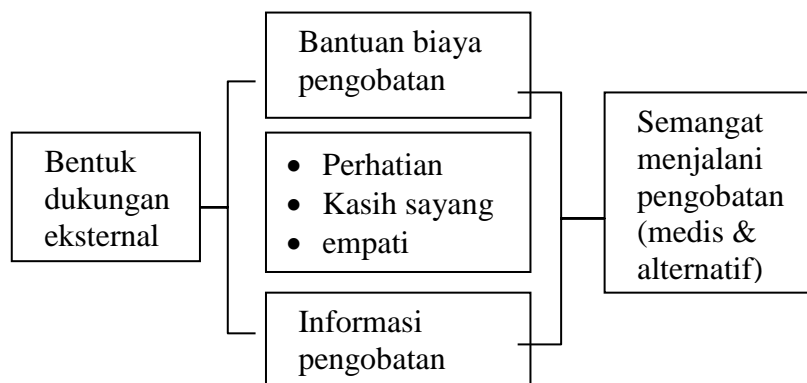 Bentuk
dukungan
eksternal
Bantuan biaya
pengobatan
• Perhatian
• Kasih sayang
• empati
Informasi
pengobatan
Semangat
menjalani
pengobatan
(medis &
alternatif)